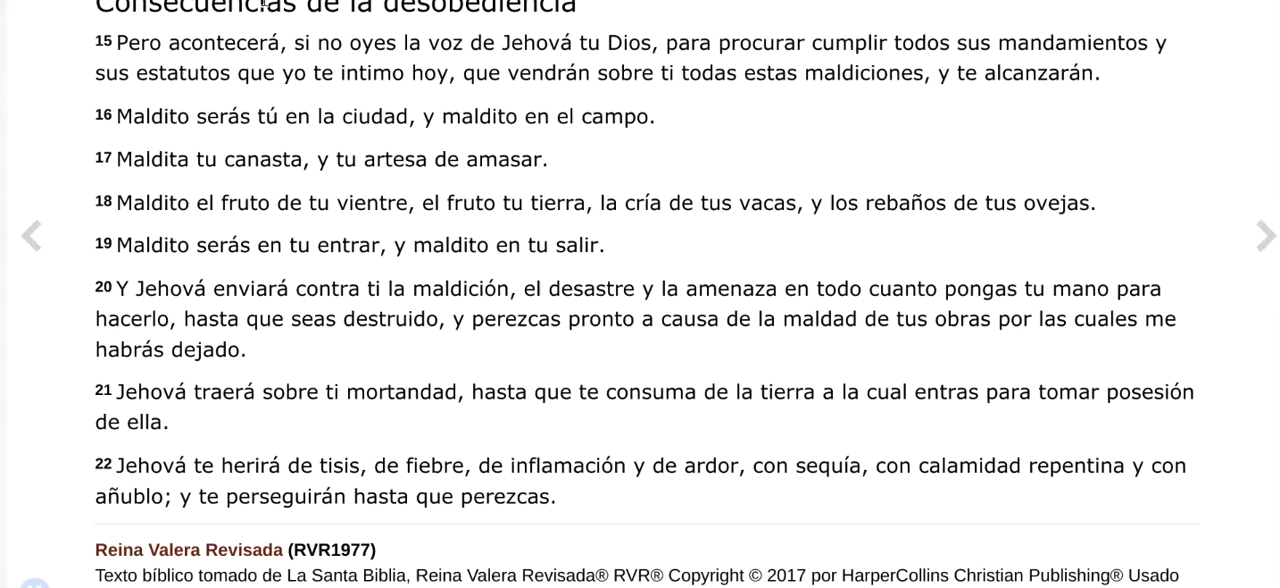 Consecuencias de la desobediencia
15 Pero acontecerá, si no oyes la voz de Jehová tu Dios, para procurar cumplir todos sus mandamientos y
sus estatutos que yo te intimo hoy, que vendrán sobre ti todas estas maldiciones, y te alcanzarán.
16 Maldito serás tú en la ciudad, y maldito en el campo.
17 Maldita tu canasta, y tu artesa de amasar.
18 Maldito el fruto de tu vientre, el fruto tu tierra, la cría de tus vacas, y los rebaños de tus ovejas.
19 Maldito serás en tu entrar, y maldito en tu salir.
20 Y Jehová enviará contra ti la maldición, el desastre y la amenaza en todo cuanto pongas tu mano para
hacerlo, hasta que seas destruido, y perezcas pronto a causa de la maldad de tus obras por las cuales me
habrás dejado.
21 Jehová traerá sobre ti mortandad, hasta que te consuma de la tierra a la cual entras para tomar posesión
de ella.
22 Jehová te herirá de tisis, de fiebre, de inflamación y de ardor, con sequía, con calamidad repentina y con
añublo; y te perseguirán hasta que perezcas.
Reina Valera Revisada (RVR1977)
Texto bíblico tomado de La Santa Biblia, Reina Valera Revisada® RVR® Copyright © 2017 por HarperCollins Christian Publishing® Usado